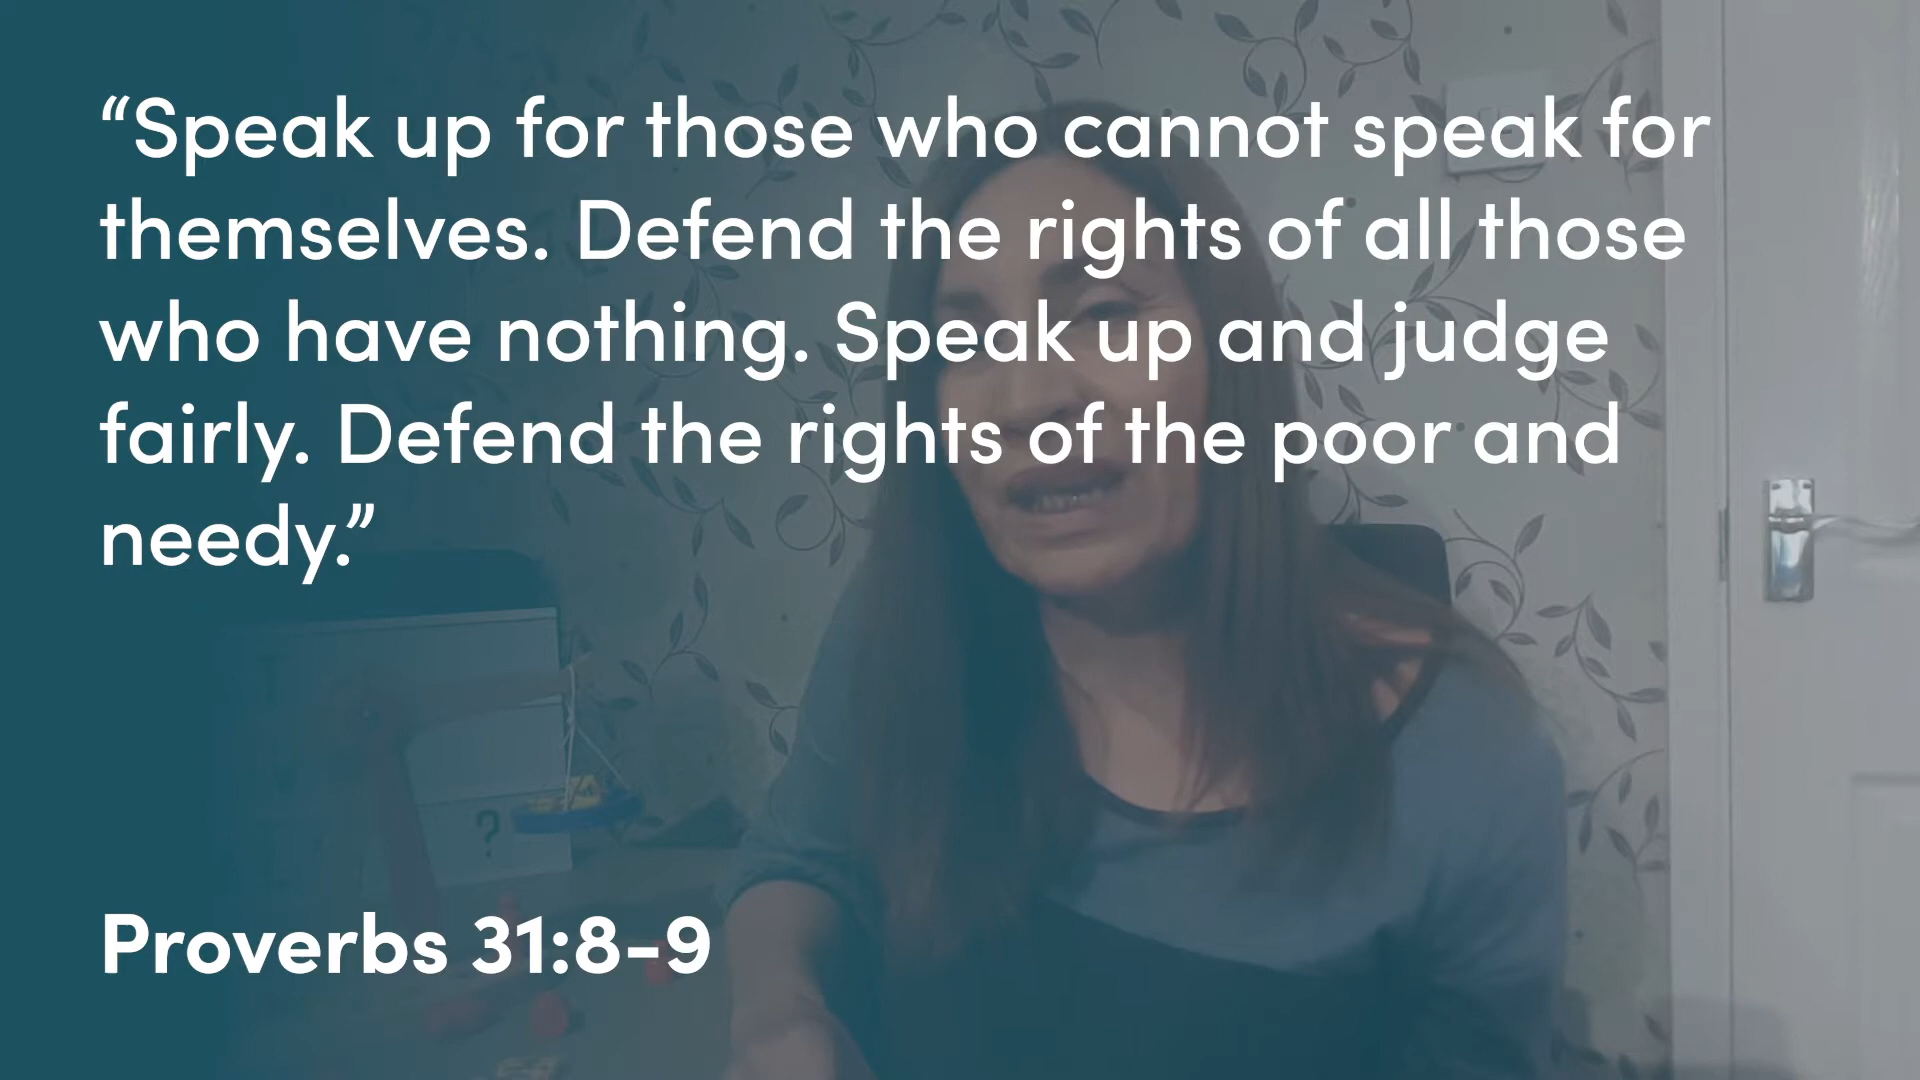 “Speak up for those who cannot speak for
themselves. Defend the rights of all those
who have nothing. Speak up and judge
fairly. Defend the rights of the poor and
needy.”
?
Proverbs 31:8-9